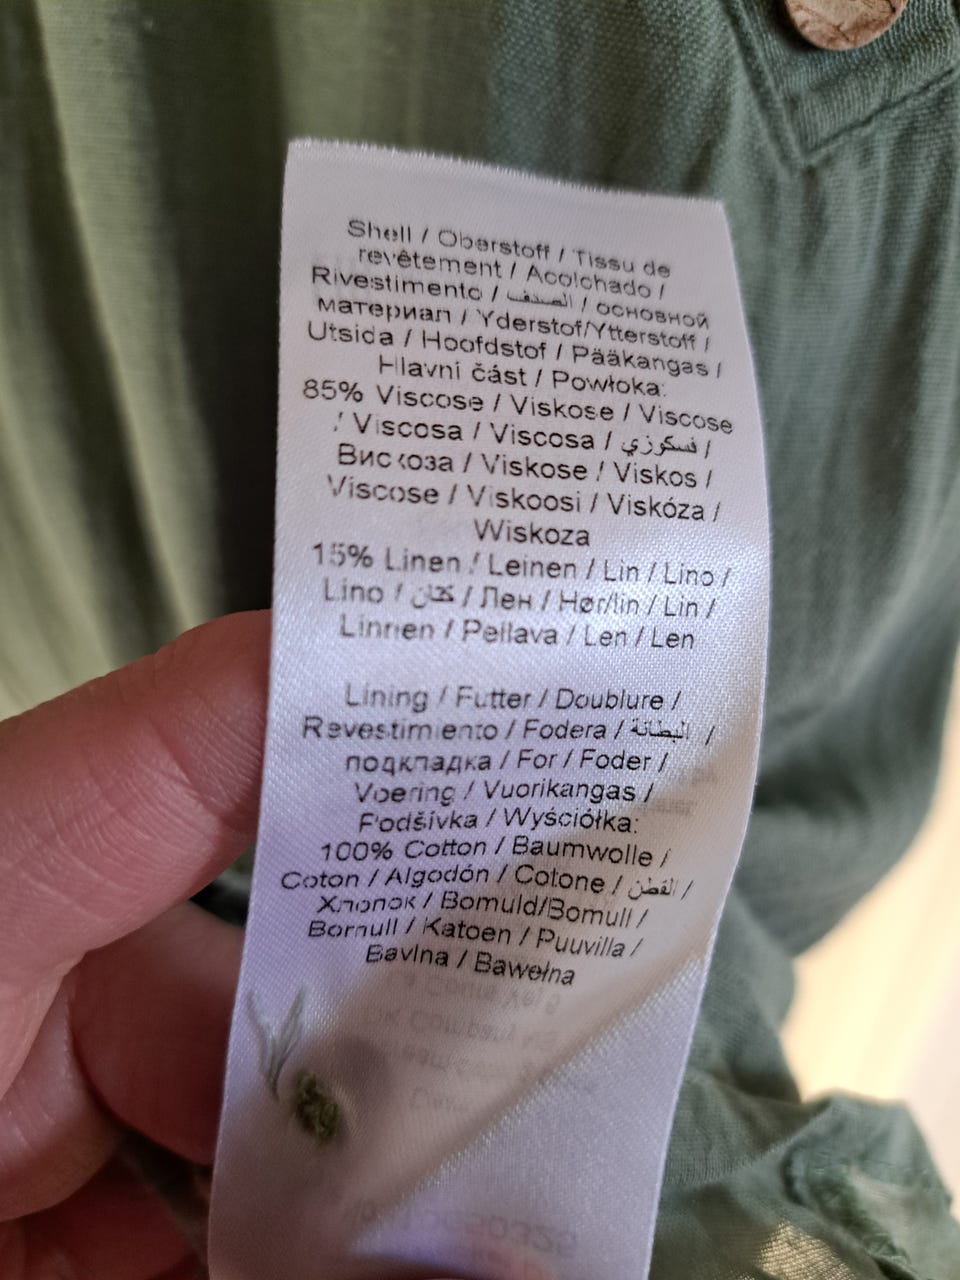 Shell / Oberstoff / Tissu de
revêtement / Acolchado /
Rivestimento / الصدف / основной
материал / Yderstof/Ytterstoff /
Utsida / Hoofdstof / Pääkangas /
Hlavní část / Powłoka:
85% Viscose / Viskose / Viscose
/ Viscosa / Viscosa / فسكوزي /
Вискоза / Viskose / Viskos /
Viscose / Viskoosi / Viskóza /
Wiskoza
15% Linen / Leinen / Lin / Lino /
Lino / كتان / Лен / Hør/lin / Lin /
Linnen / Pellava / Len / Len
Lining / Futter / Doublure /
Revestimiento / Fodera / البطانة /
подкладка / For / Foder /
Voering / Vuorikangas /
Podšívka / Wyściółka:
100% Cotton / Baumwolle /
Coton / Algodón / Cotone / القطن /
Хлопок / Bomuld/Bomull /
Bomull / Katoen / Puuvilla /
Bavlna / Bawełna